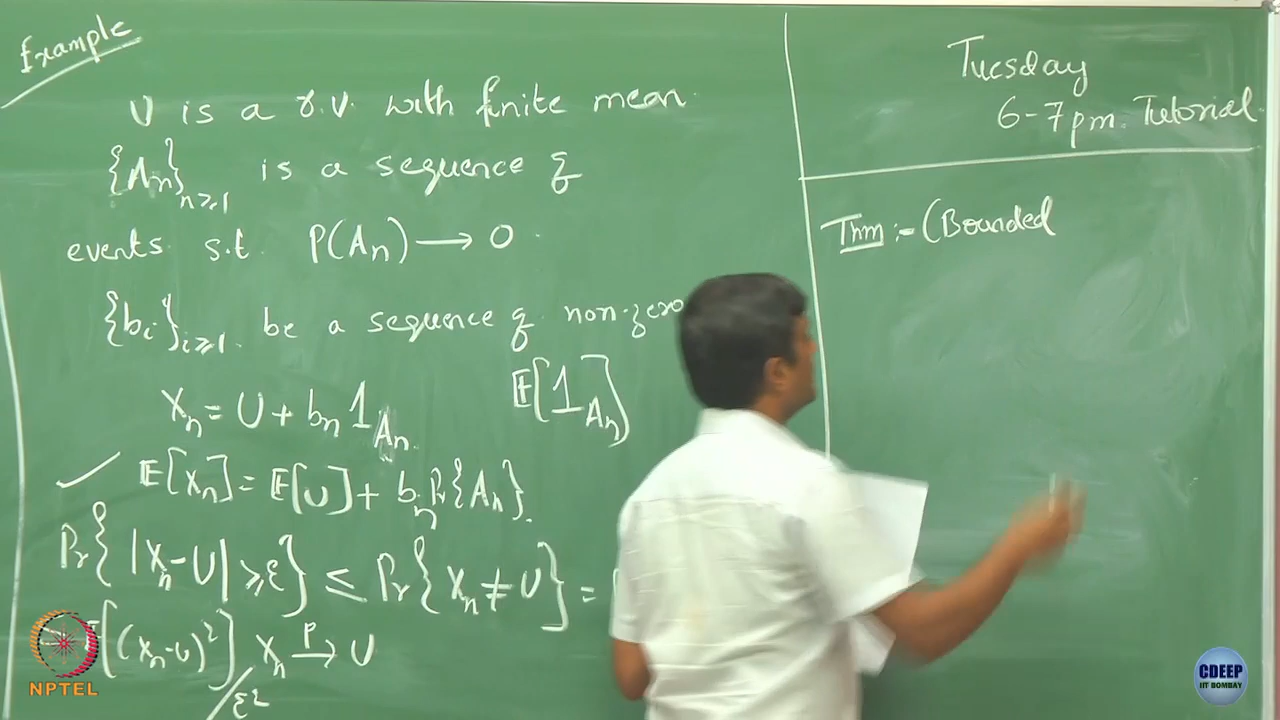 Example
U is a r.v. with finite mean.
{An}n≥1 is a sequence of
events s.t. P(An) → 0.
{bi}i≥1. be a sequence of non-zero
Xn = U + bn 1An. E[1An]
✓ E[Xn] = E[U] + bn Pr{An}.
Pr{|Xn-U| ≥ ε} ≤ Pr{Xn ≠ U} =
[(Xn-U)²]/ε² Xn →p U
Tuesday
6-7pm. Tutorial.
Thm :- (Bounded
NPTEL
CDEEP
IIT BOMBAY